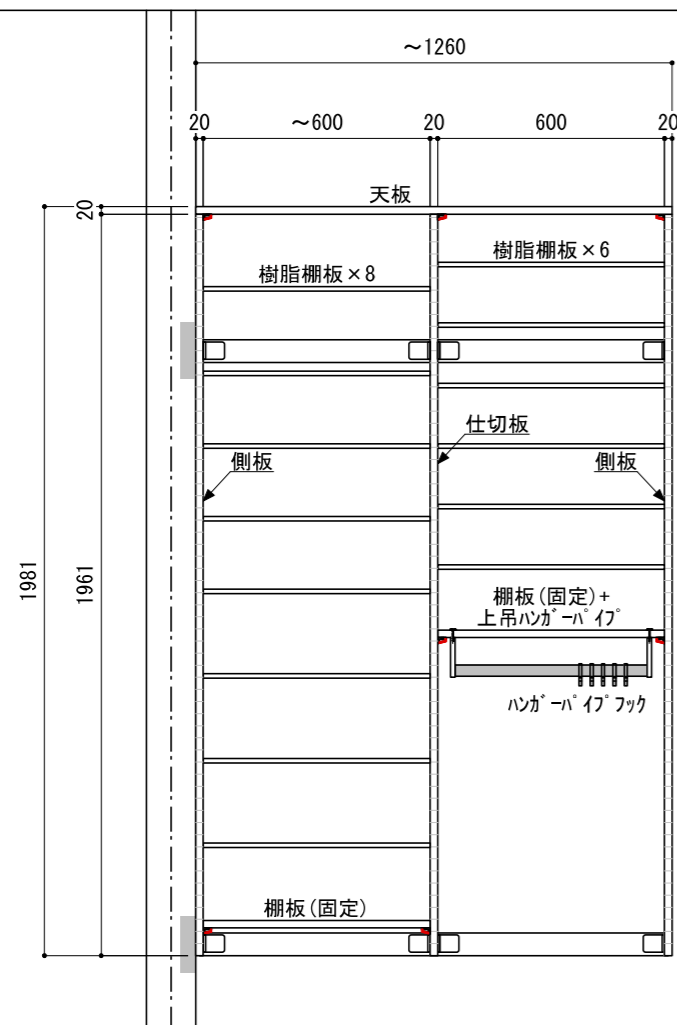 ～1260
20 ～600 20 600 20
天板
20
樹脂棚板×6
樹脂棚板×8
仕切板
側板 側板
1981
1961
棚板(固定)+
上吊ﾊﾝｶﾞｰﾊﾟｲﾌﾟ
ﾊﾝｶﾞｰﾊﾟｲﾌﾟﾌｯｸ
棚板(固定)